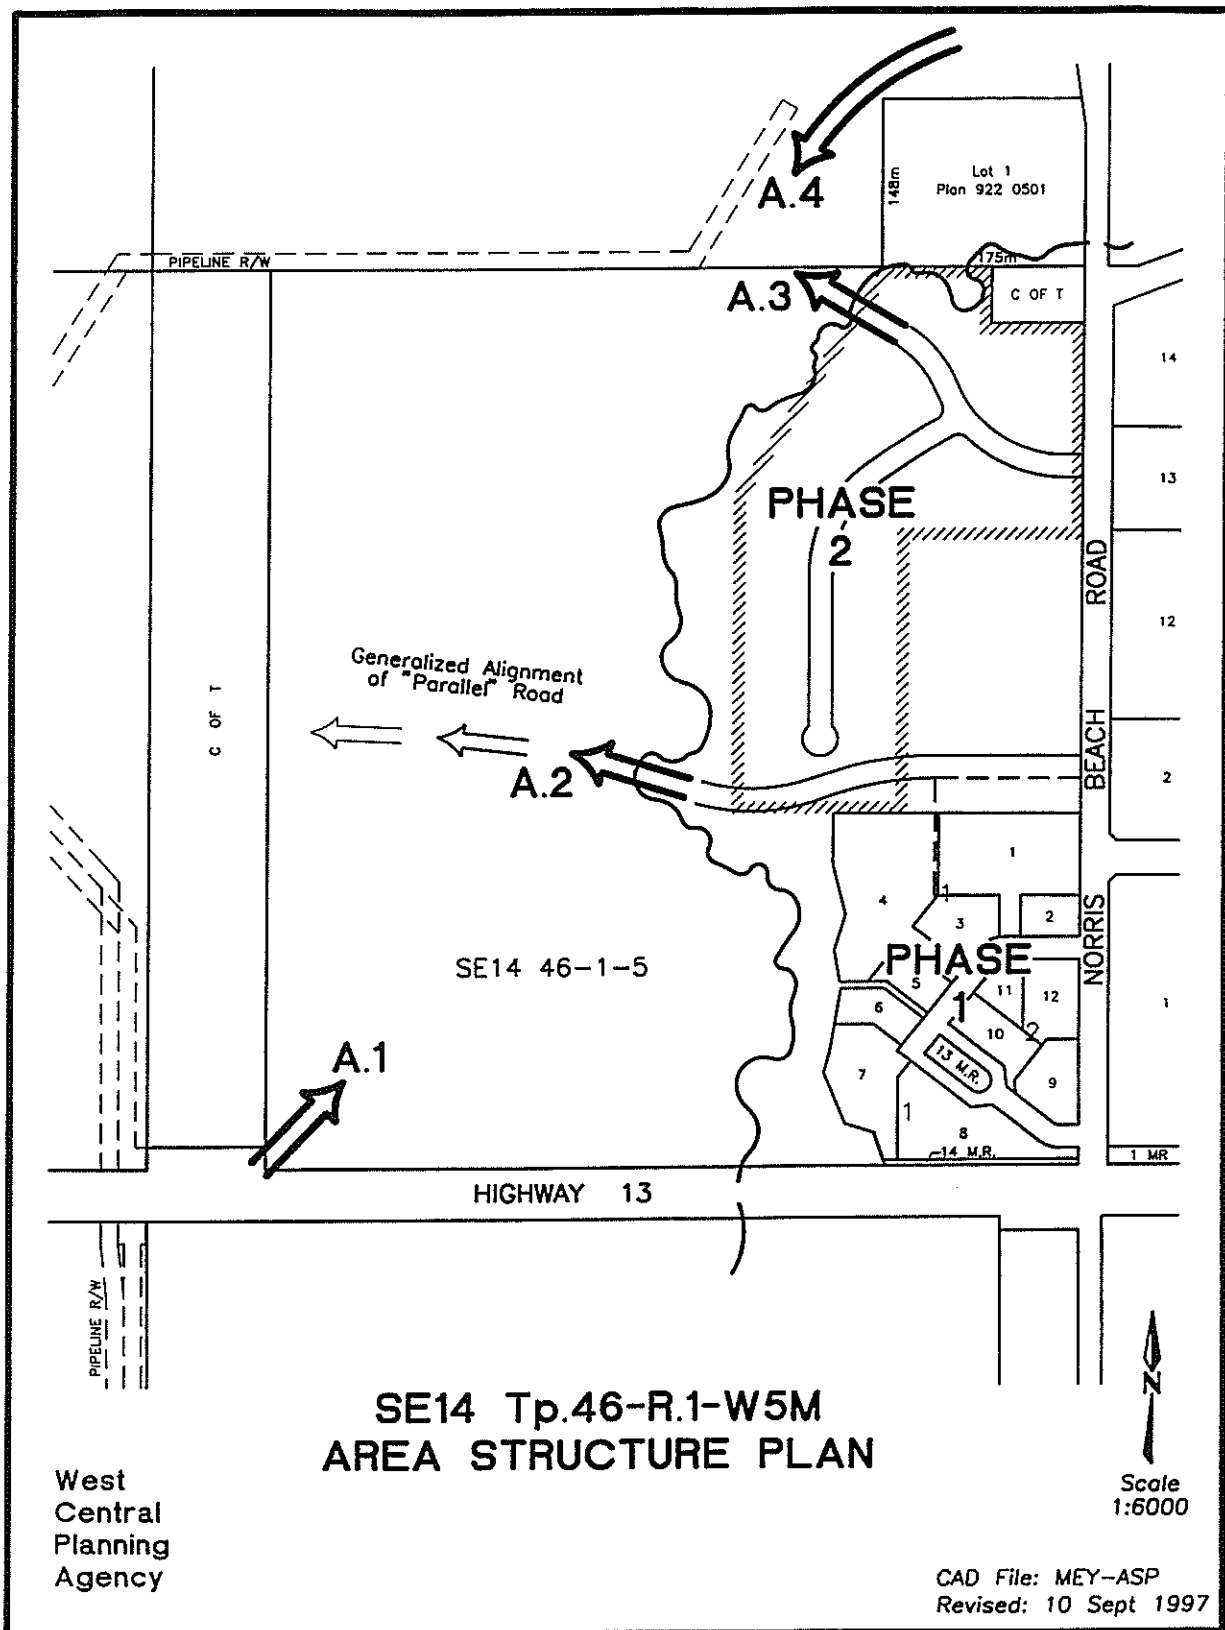 A.4
148m
Lot 1
Plan 922 0501
PIPELINE R/W
175m
C OF T
A.3
14
13
PHASE
2
ROAD
12
Generalized Alignment
of "Parallel" Road
C OF T
BEACH
A.2
2
1
1
4
3
2
NORRIS
SE14 46-1-5
PHASE
1
5
11
12
6
10
2
1
A.1
13 M.R.
7
9
1
8
14 M.R.
1 MR
HIGHWAY 13
PIPELINE R/W
N
SE14 Tp.46-R.1-W5M
AREA STRUCTURE PLAN
West
Central
Planning
Agency
Scale
1:6000
CAD File: MEY-ASP
Revised: 10 Sept 1997